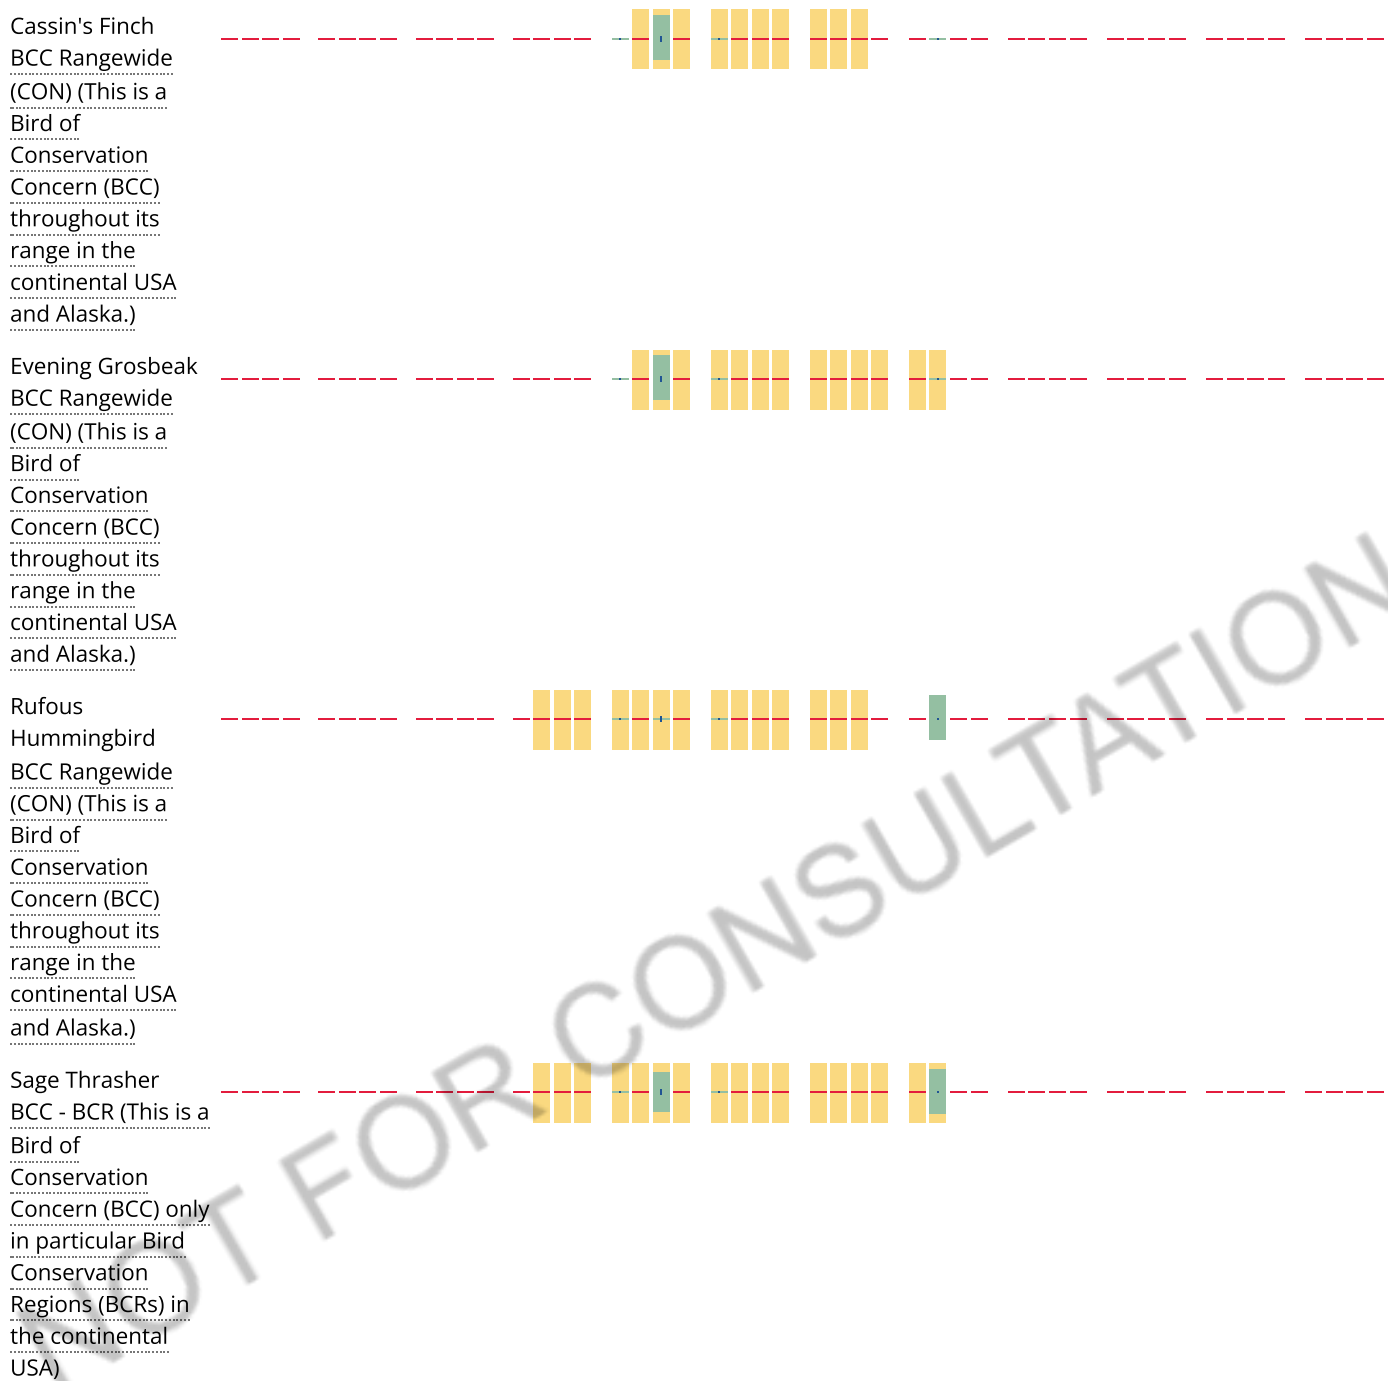 Cassin's Finch
BCC Rangewide
(CON) (This is a
Bird of
Conservation
Concern (BCC)
throughout its
range in the
continental USA
and Alaska.)
Evening Grosbeak
BCC Rangewide
(CON) (This is a
Bird of
Conservation
Concern (BCC)
throughout its
range in the
continental USA
and Alaska.)
Rufous
Hummingbird
BCC Rangewide
(CON) (This is a
Bird of
Conservation
Concern (BCC)
throughout its
range in the
continental USA
and Alaska.)
Sage Thrasher
BCC - BCR (This is a
Bird of
Conservation
Concern (BCC) only
in particular Bird
Conservation
Regions (BCRs) in
the continental
USA)
NOT FOR CONSULTATION